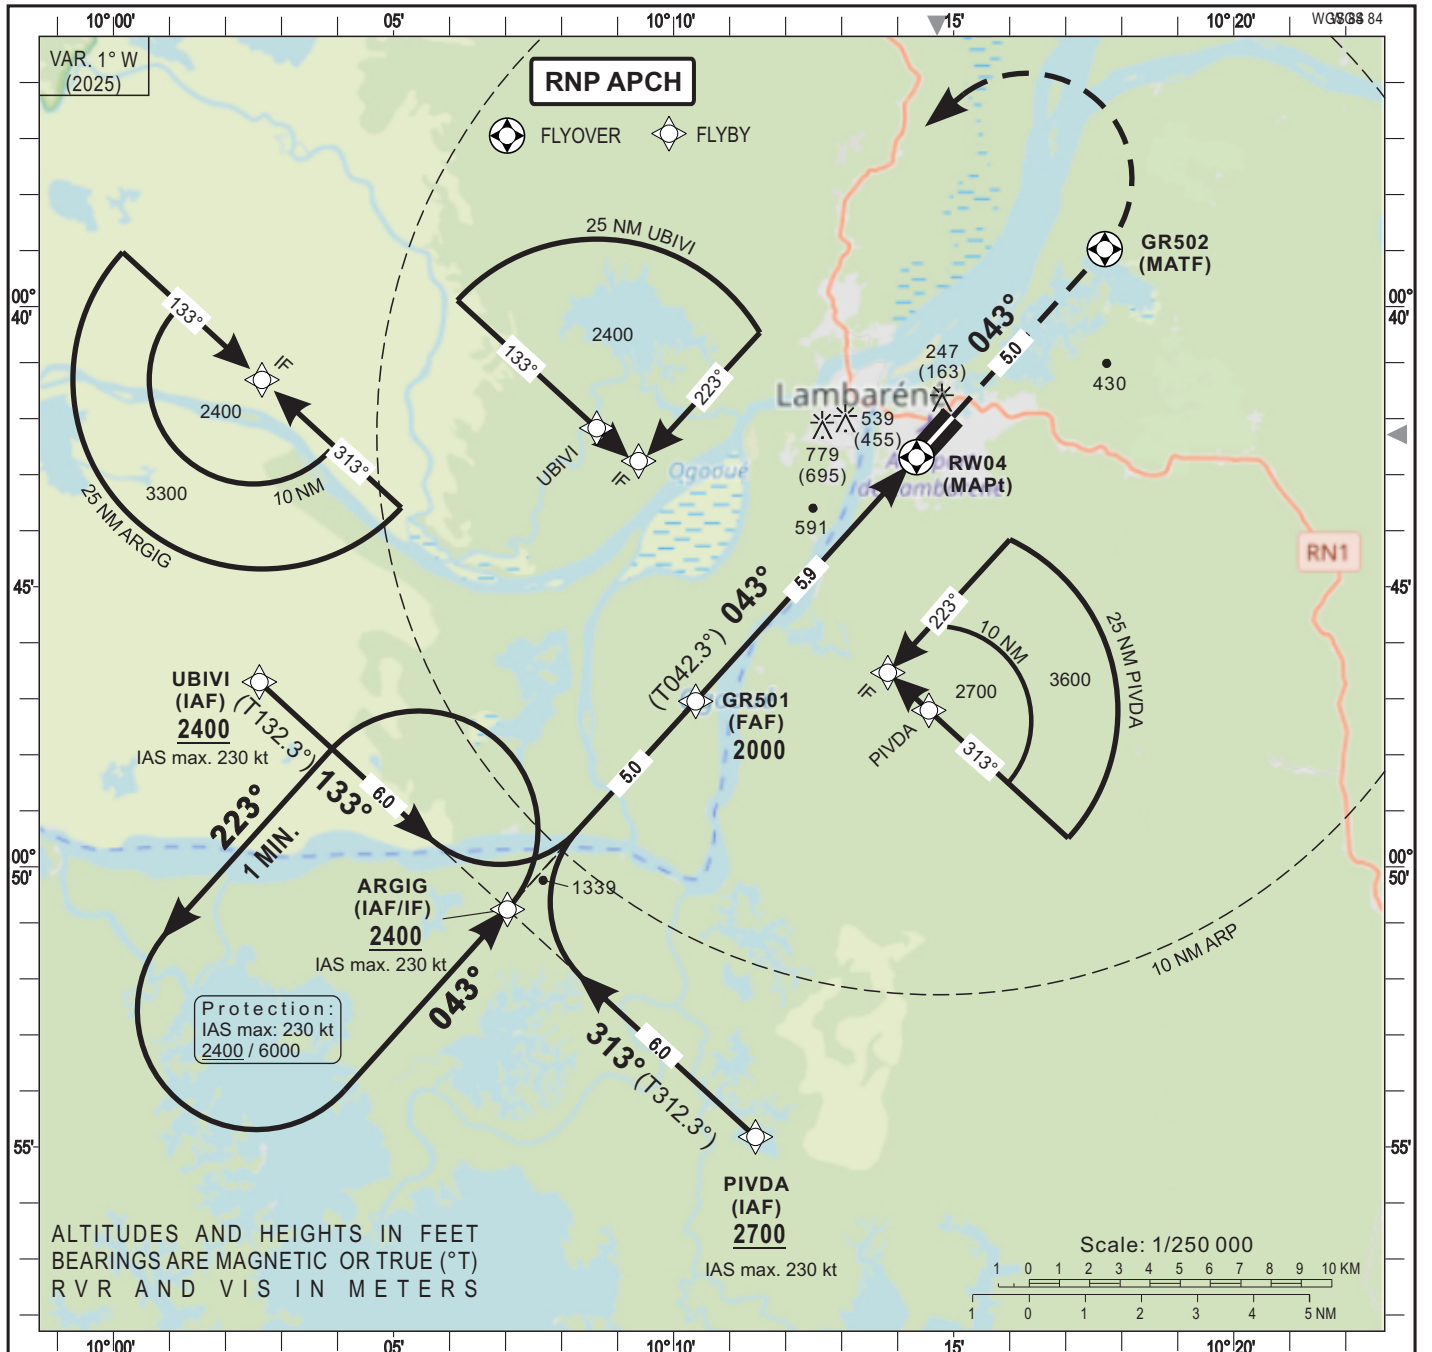 10° 00'
05'
10° 10'
15'
10° 20'
VAR. 1° W
(2025)
RNP APCH
FLYOVER
FLYBY
25 NM UBIVI
2400
133°
223°
UBIVI
IF
133°
IF
2400
313°
3300
10 NM
25 NM ARGIG
GR502
(MATF)
00°
40'
00°
40'
043°
5.0
247
(163)
430
Lambaréné
539
(455)
779
(695)
RW04
(MAPt)
Ogooué
591
RN1
45'
45'
5.9
043°
(T042.3°)
223°
10 NM
25 NM PIVDA
3600
2700
IF
PIVDA
313°
UBIVI
(IAF)
2400
IAS max. 230 kt
(T132.3°)
133°
6.0
GR501
(FAF)
2000
5.0
223°
1 MIN.
00°
50'
00°
50'
ARGIG
(IAF/IF)
2400
IAS max. 230 kt
1339
10 NM ARP
043°
Protection:
IAS max: 230 kt
2400 / 6000
313°
(T312.3°)
6.0
55'
55'
PIVDA
(IAF)
2700
IAS max. 230 kt
ALTITUDES AND HEIGHTS IN FEET
BEARINGS ARE MAGNETIC OR TRUE (°T)
RVR AND VIS IN METERS
Scale: 1/250 000
1 0 1 2 3 4 5 6 7 8 9 10 KM
1 0 1 2 3 4 5 NM
10° 00'
05'
10° 10'
15'
10° 20'